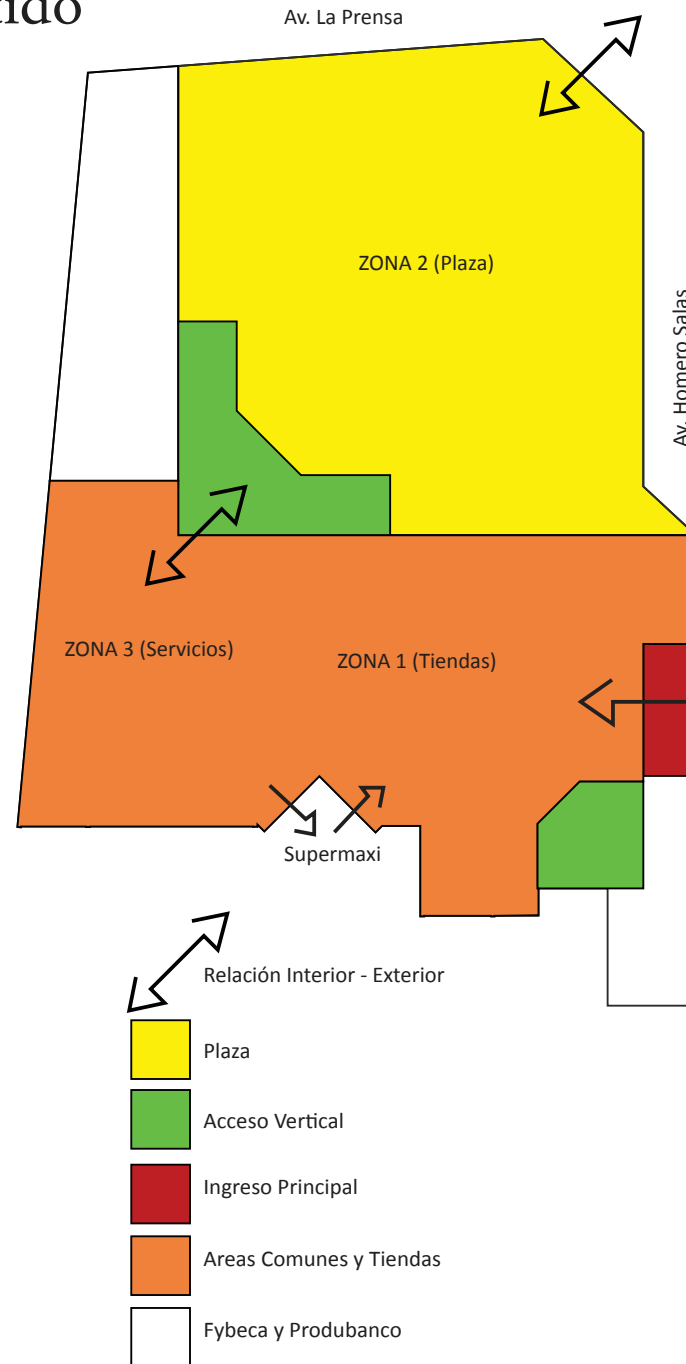 Av. La Prensa
ZONA 2 (Plaza)
Av. Homero Salas
ZONA 3 (Servicios)
ZONA 1 (Tiendas)
Supermaxi
Relación Interior - Exterior
Plaza
Acceso Vertical
Ingreso Principal
Areas Comunes y Tiendas
Fybeca y Produbanco